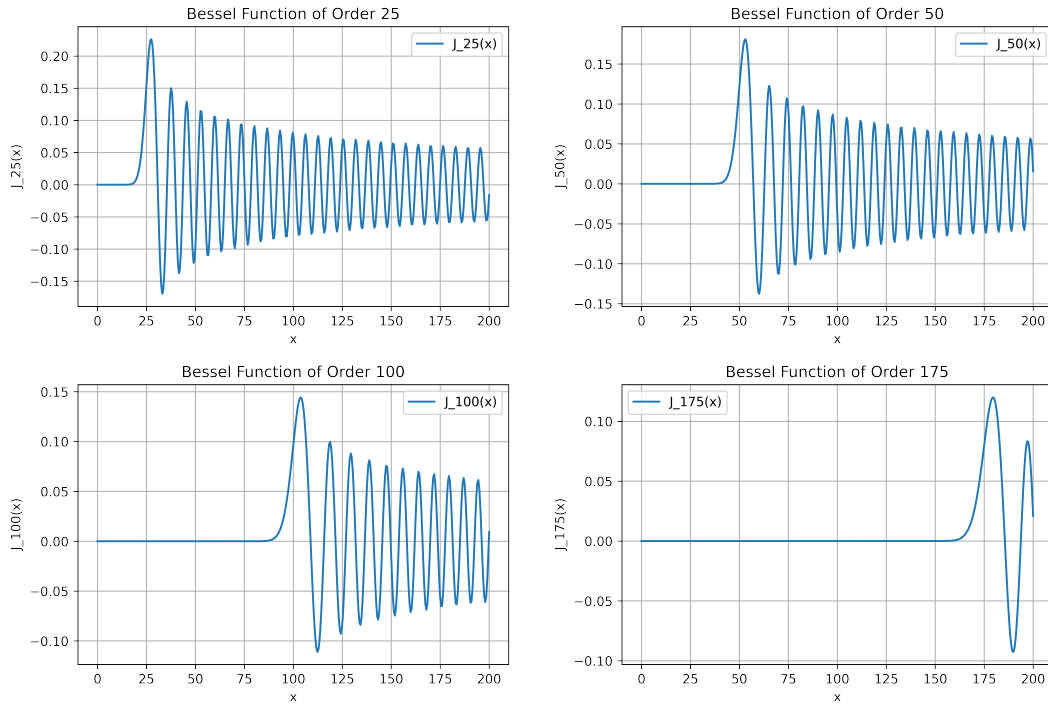 Bessel Function of Order 25
J_25(x)
J_25(x)
0.20
0.15
0.10
0.05
0.00
−0.05
−0.10
−0.15
0 25 50 75 100 125 150 175 200
x
Bessel Function of Order 50
J_50(x)
J_50(x)
0.15
0.10
0.05
0.00
−0.05
−0.10
−0.15
0 25 50 75 100 125 150 175 200
x
Bessel Function of Order 100
J_100(x)
J_100(x)
0.15
0.10
0.05
0.00
−0.05
−0.10
0 25 50 75 100 125 150 175 200
x
Bessel Function of Order 175
J_175(x)
J_175(x)
0.10
0.05
0.00
−0.05
−0.10
0 25 50 75 100 125 150 175 200
x